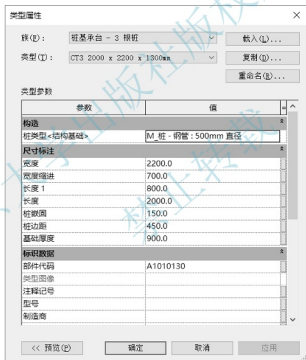 类型属性
族(F): 桩基承台 - 3 根桩 载入(L)...
类型(T): CT3 2000 x 2200 x 1300mm 复制(D)...
重命名(R)...
类型参数
参数 值 =
构造
桩类型<结构基础> M_桩 - 钢管 : 500mm 直径
尺寸标注
宽度 2200.0
宽度缩进 700.0
长度 1 800.0
长度 2000.0
桩嵌固 150.0
桩边距 450.0
基础厚度 900.0
标识数据
部件代码 A1010130
类型图像
注释记号
型号
制造商
<< 预览(P) 确定 取消 应用